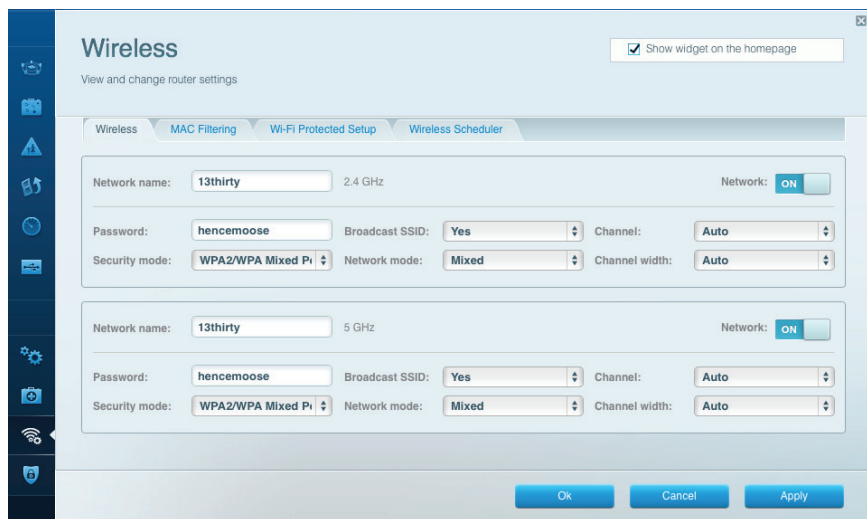 Wireless
Show widget on the homepage
View and change router settings
Wireless MAC Filtering Wi-Fi Protected Setup Wireless Scheduler
Network name: 13thirty 2.4 GHz Network: ON
Password: hencemoose Broadcast SSID: Yes Channel: Auto
Security mode: WPA2/WPA Mixed Network mode: Mixed Channel width: Auto
Network name: 13thirty 5 GHz Network: ON
Password: hencemoose Broadcast SSID: Yes Channel: Auto
Security mode: WPA2/WPA Mixed Network mode: Mixed Channel width: Auto
Ok Cancel Apply